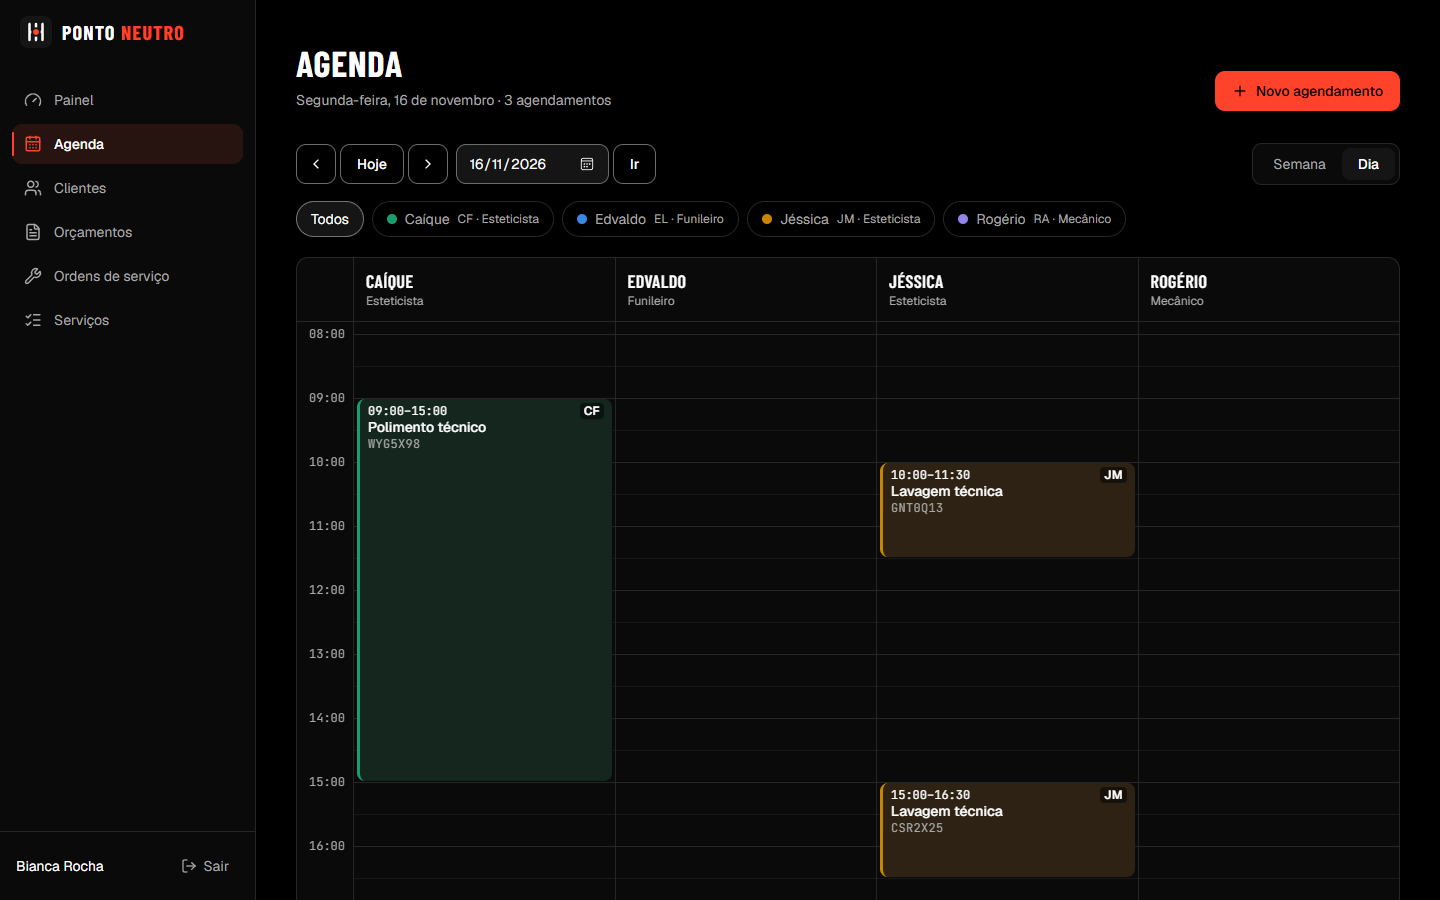 PONTO NEUTRO
Painel
Agenda
Clientes
Orçamentos
Ordens de serviço
Serviços
Bianca Rocha
Sair
AGENDA
Segunda-feira, 16 de novembro · 3 agendamentos
Novo agendamento
Hoje
16/11/2026
Ir
Semana
Dia
Todos
Caíque CF · Esteticista
Edvaldo EL · Funileiro
Jéssica JM · Esteticista
Rogério RA · Mecânico
CAÍQUE
Esteticista
EDVALDO
Funileiro
JÉSSICA
Esteticista
ROGÉRIO
Mecânico
08:00
09:00
09:00–15:00 CF
Polimento técnico
WYG5X98
10:00
10:00–11:30 JM
Lavagem técnica
GNT0Q13
11:00
12:00
13:00
14:00
15:00
15:00–16:30 JM
Lavagem técnica
CSR2X25
16:00